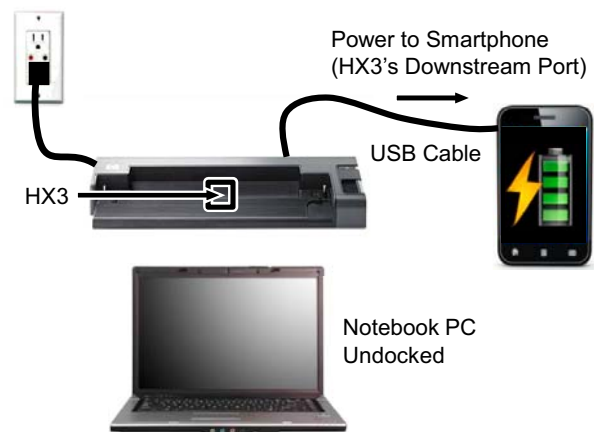 Power to Smartphone
(HX3's Downstream Port)
USB Cable
HX3
Notebook PC
Undocked